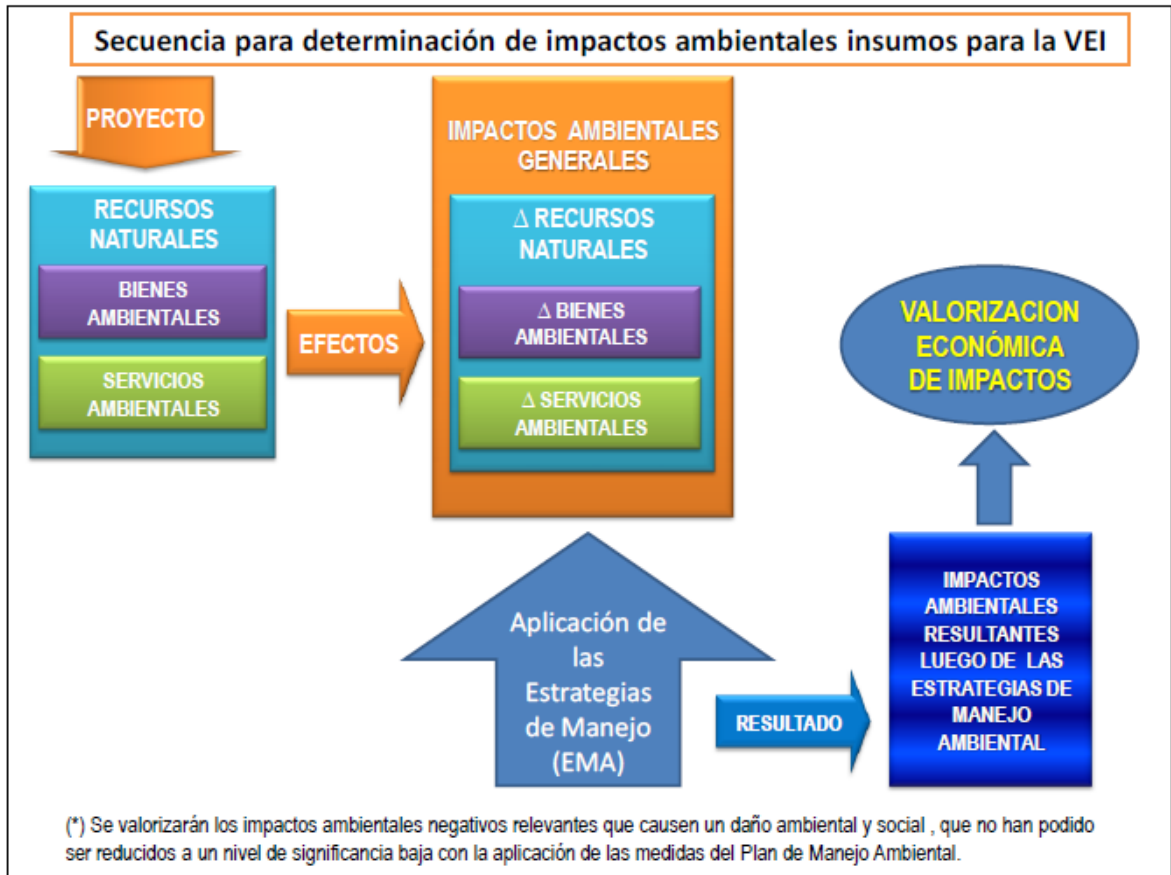 Secuencia para determinación de impactos ambientales insumos para la VEI
PROYECTO
RECURSOS
NATURALES
BIENES
AMBIENTALES
SERVICIOS
AMBIENTALES
EFECTOS
IMPACTOS AMBIENTALES
GENERALES
Δ RECURSOS
NATURALES
Δ BIENES
AMBIENTALES
Δ SERVICIOS
AMBIENTALES
Aplicación de
las
Estrategias
de Manejo
(EMA)
RESULTADO
IMPACTOS
AMBIENTALES
RESULTANTES
LUEGO DE LAS
ESTRATEGIAS DE
MANEJO
AMBIENTAL
VALORIZACION
ECONÓMICA
DE IMPACTOS
(*) Se valorizarán los impactos ambientales negativos relevantes que causen un daño ambiental y social , que no han podido
ser reducidos a un nivel de significancia baja con la aplicación de las medidas del Plan de Manejo Ambiental.